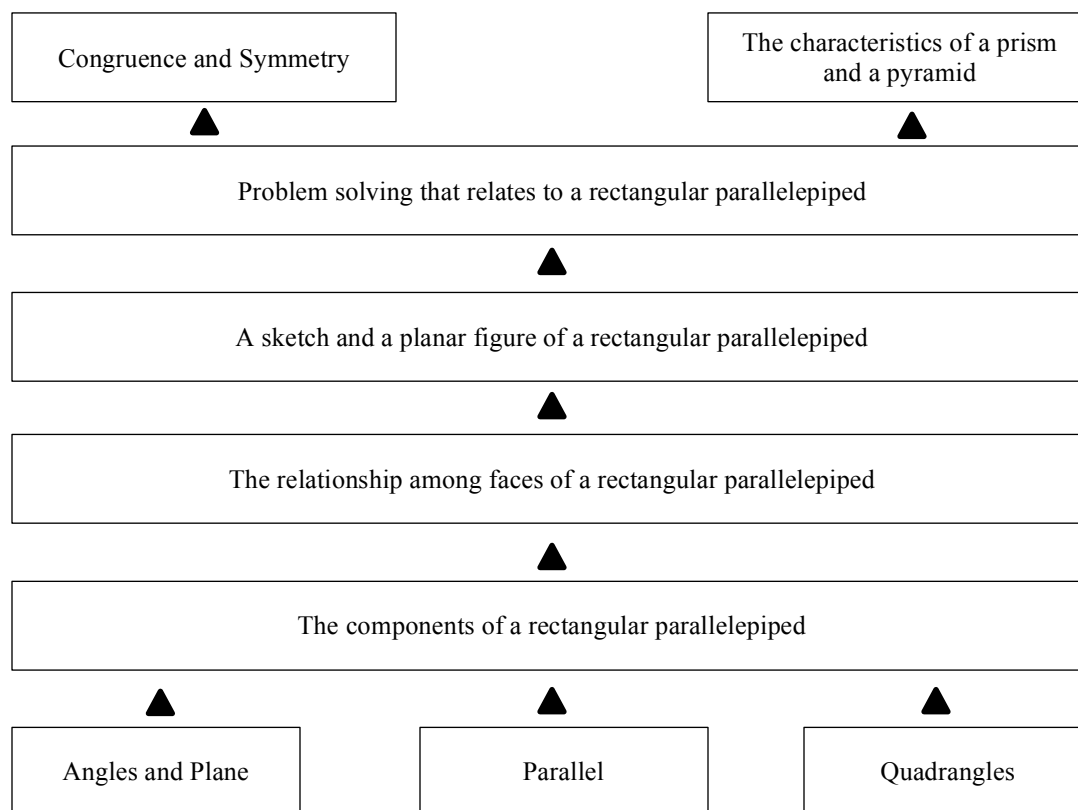 Congruence and Symmetry
The characteristics of a prism
and a pyramid
Problem solving that relates to a rectangular parallelepiped
A sketch and a planar figure of a rectangular parallelepiped
The relationship among faces of a rectangular parallelepiped
The components of a rectangular parallelepiped
Angles and Plane
Parallel
Quadrangles